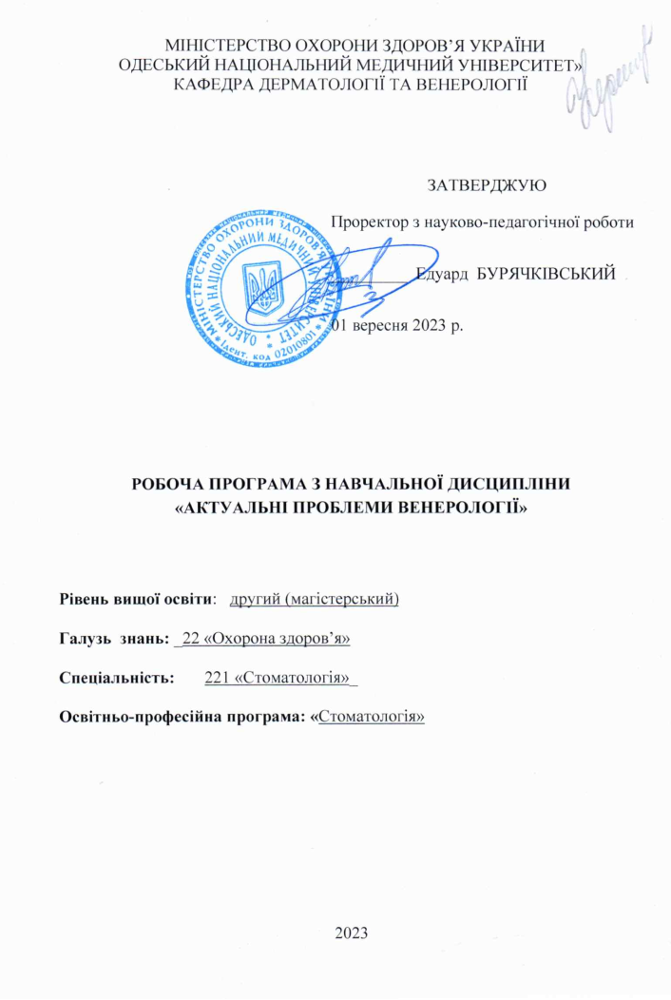 МІНІСТЕРСТВО ОХОРОНИ ЗДОРОВ’Я УКРАЇНИ
ОДЕСЬКИЙ НАЦІОНАЛЬНИЙ МЕДИЧНИЙ УНІВЕРСИТЕТ»
КАФЕДРА ДЕРМАТОЛОГІЇ ТА ВЕНЕРОЛОГІЇ
ЗАТВЕРДЖУЮ
Проректор з науково-педагогічної роботи
Едуард БУРЯЧКІВСЬКИЙ
01 вересня 2023 р.
МІНІСТЕРСТВО ОХОРОНИ ЗДОРОВ’Я УКРАЇНИ
ОДЕСЬКИЙ НАЦІОНАЛЬНИЙ МЕДИЧНИЙ УНІВЕРСИТЕТ
Ідент. код 02010801
РОБОЧА ПРОГРАМА З НАВЧАЛЬНОЇ ДИСЦИПЛІНИ
«АКТУАЛЬНІ ПРОБЛЕМИ ВЕНЕРОЛОГІЇ»
Рівень вищої освіти: другий (магістерський)
Галузь знань: _22 «Охорона здоров’я»
Спеціальність: 221 «Стоматологія»_
Освітньо-професійна програма: «Стоматологія»
2023